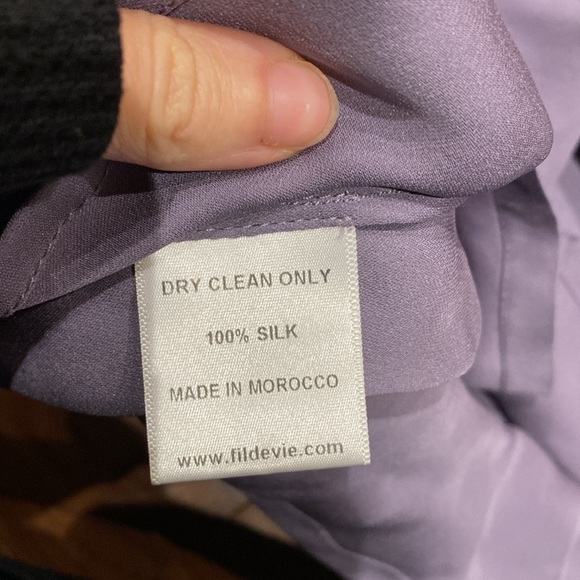 DRY CLEAN ONLY
100% SILK
MADE IN MOROCCO
www.fildevie.com